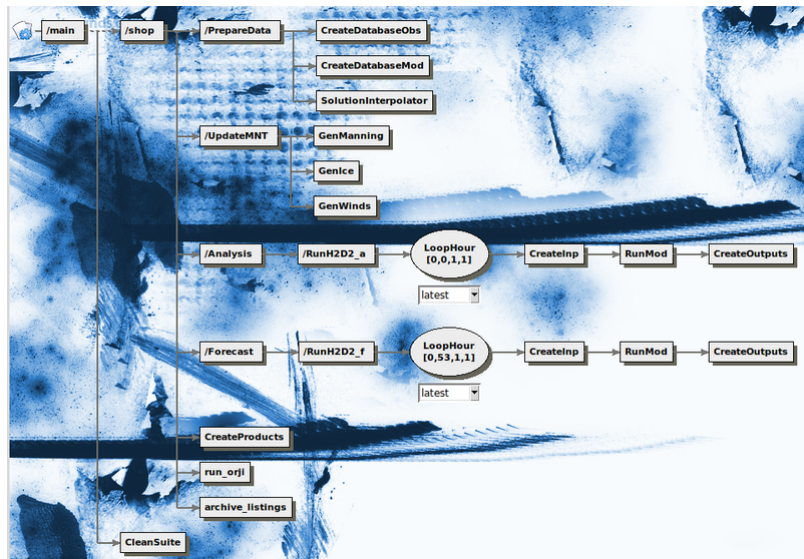 /main
/shop
/PrepareData
CreateDatabaseObs
CreateDatabaseMod
SolutionInterpolator
/UpdateMNT
GenManning
GenIce
GenWinds
/Analysis
/RunH2D2_a
LoopHour
[0,0,1,1]
CreateInp
RunMod
CreateOutputs
latest
/Forecast
/RunH2D2_f
LoopHour
[0,53,1,1]
CreateInp
RunMod
CreateOutputs
latest
CreateProducts
run_orji
archive_listings
CleanSuite